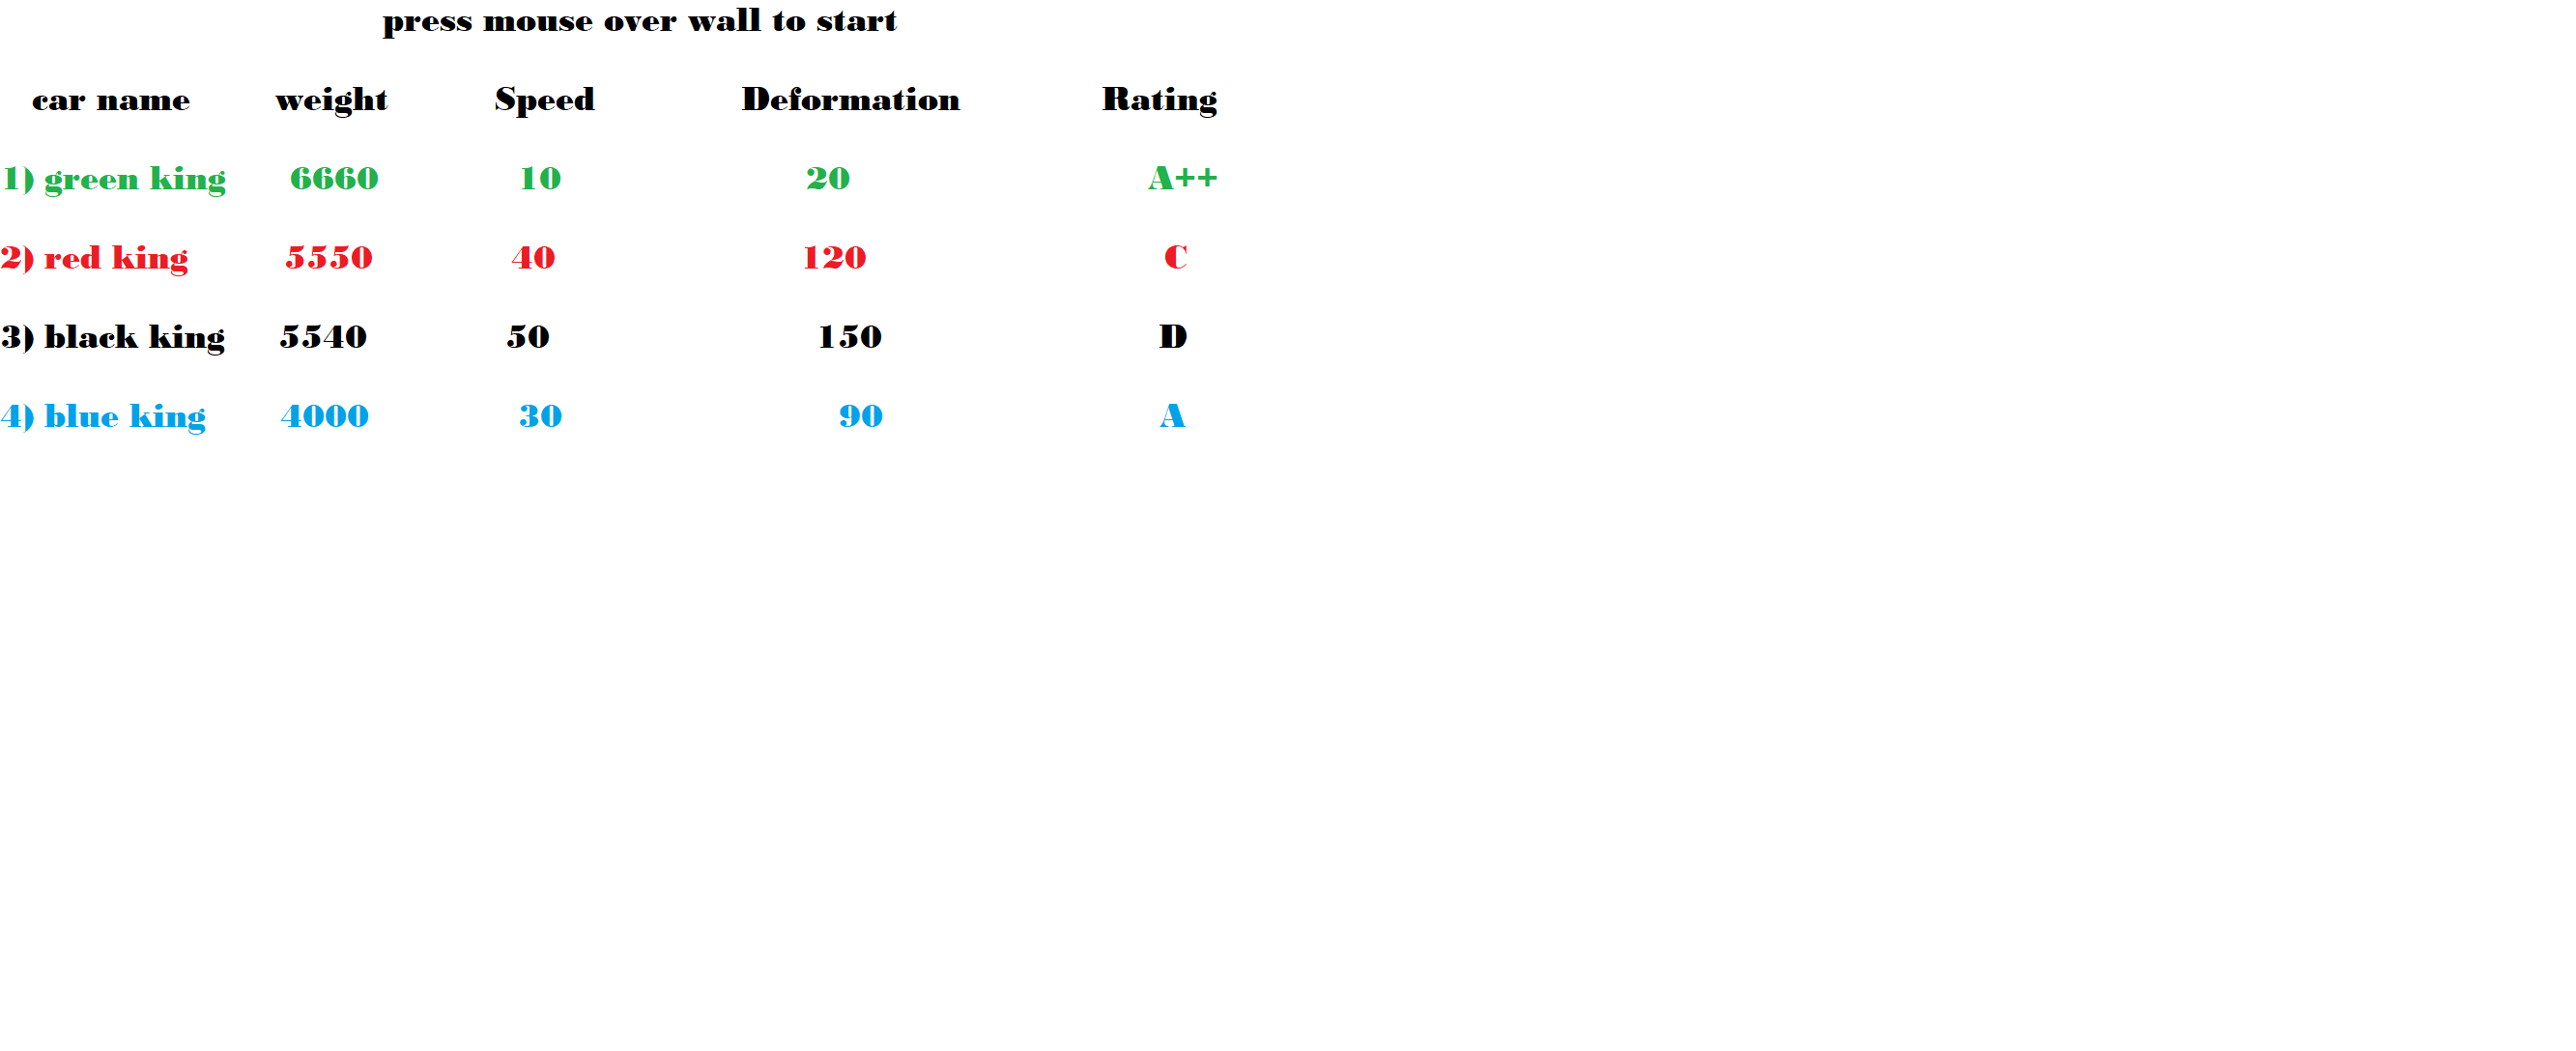 press mouse over wall to start
car name weight Speed Deformation Rating
1) green king 6660 10 20 A++
2) red king 5550 40 120 C
3) black king 5540 50 150 D
4) blue king 4000 30 90 A